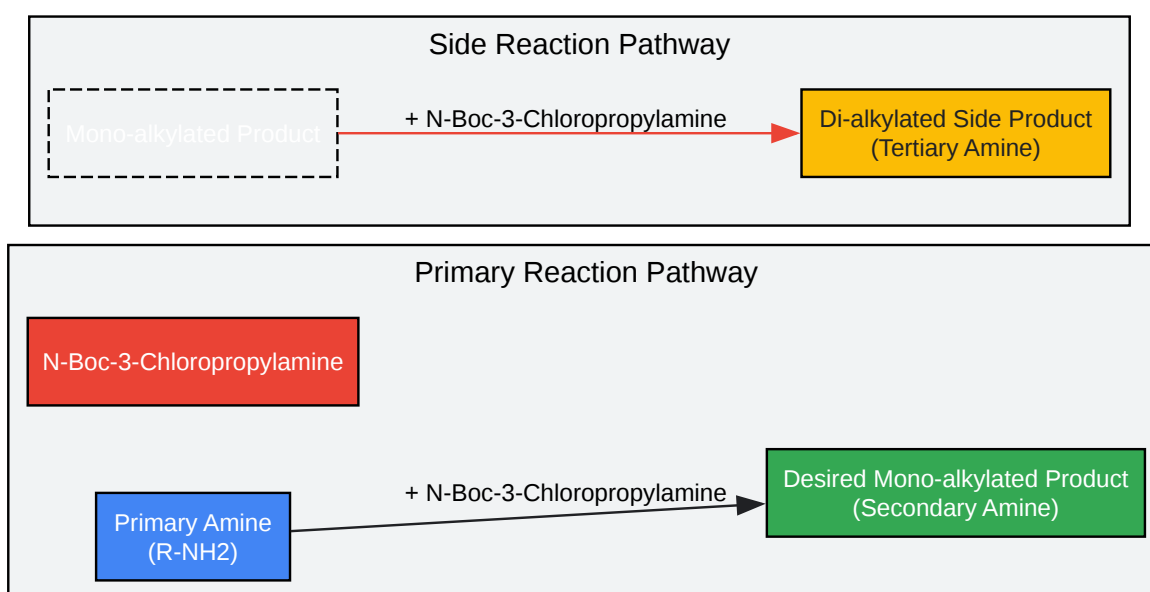 Side Reaction Pathway
Mono-alkylated Product
+ N-Boc-3-Chloropropylamine
Di-alkylated Side Product
(Tertiary Amine)
Primary Reaction Pathway
N-Boc-3-Chloropropylamine
Primary Amine
(R-NH2)
+ N-Boc-3-Chloropropylamine
Desired Mono-alkylated Product
(Secondary Amine)